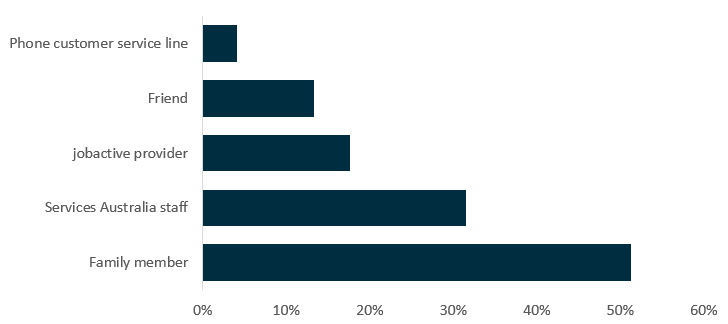 Phone customer service line
Friend
jobactive provider
Services Australia staff
Family member
0% 10% 20% 30% 40% 50% 60%